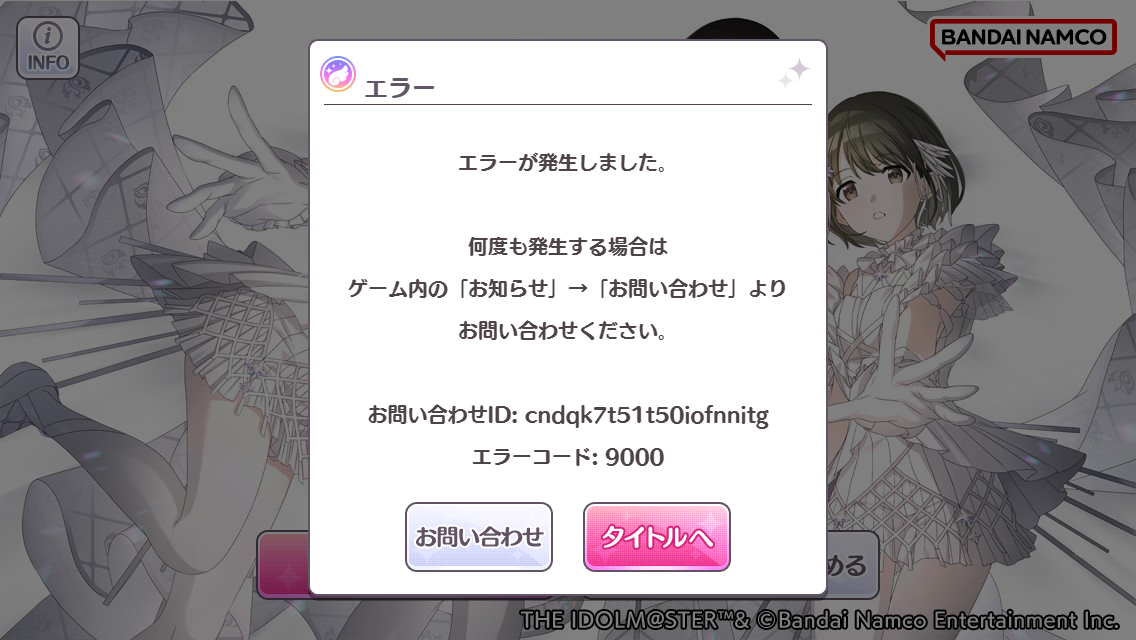 INFO
BANDAI NAMCO
エラー
エラーが発生しました。
何度も発生する場合は
ゲーム内の「お知らせ」→「お問い合わせ」より
お問い合わせください。
お問い合わせID: cndqk7t51t50iofnnitg
エラーコード: 9000
お問い合わせ
タイトルへ
める
THE IDOLM@STER™& ©Bandai Namco Entertainment Inc.